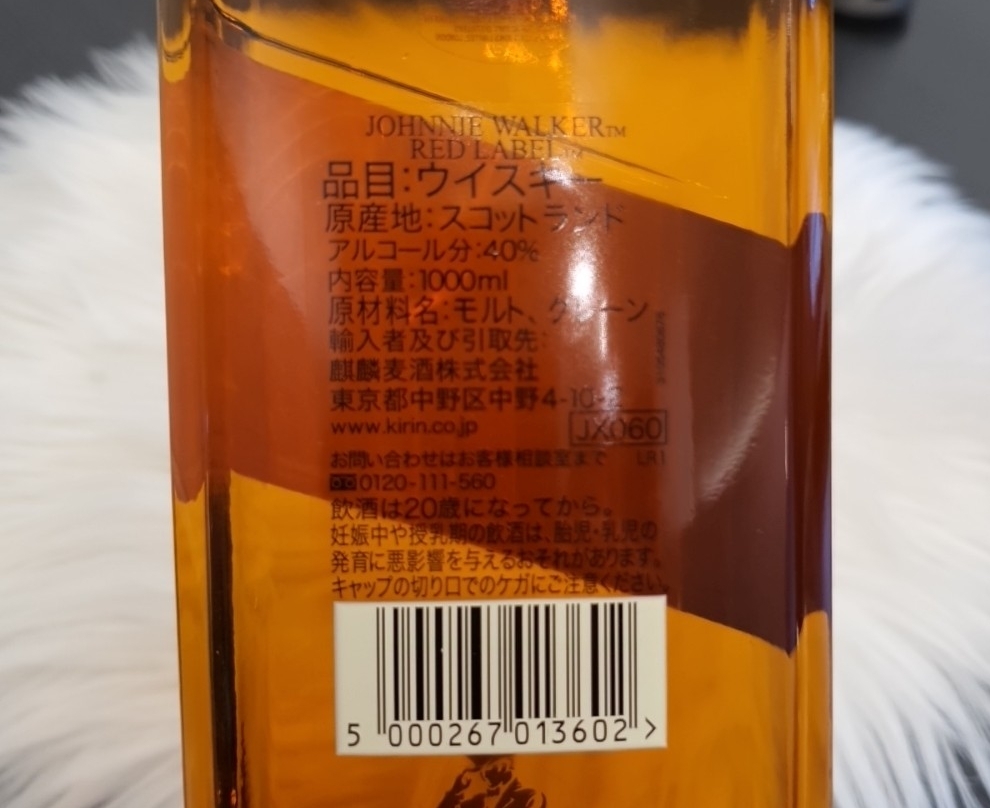 JOHNNIE WALKER™
RED LABEL™
品目:ウイスキー
原産地:スコットランド
アルコール分:40%
内容量:1000ml
原材料名:モルト、グレーン
輸入者及び引取先:
麒麟麦酒株式会社
東京都中野区中野4-10-2
www.kirin.co.jp JX060
お問い合わせはお客様相談室まで LR1
0120-111-560
飲酒は20歳になってから。
妊娠中や授乳期の飲酒は、胎児・乳児の
発育に悪影響を与えるおそれがあります。
キャップの切り口でのケガにご注意ください。
5 000267 013602 >